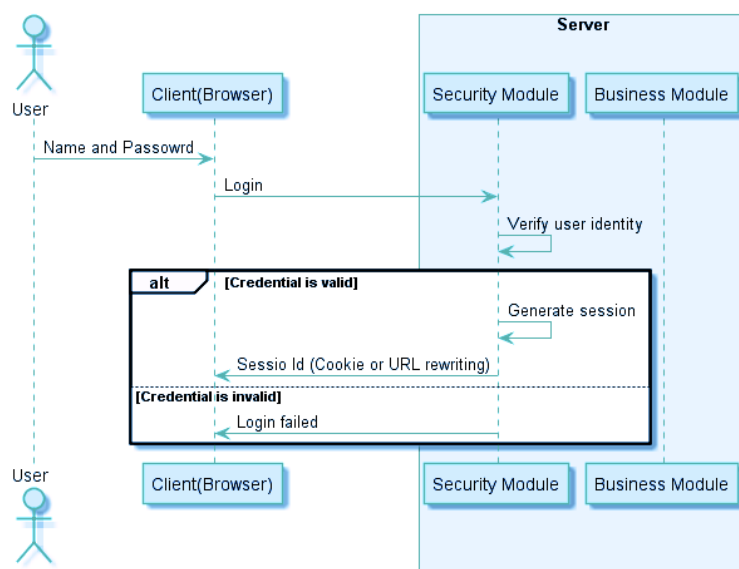 Server
User
Client(Browser)
Security Module
Business Module
Name and Passowrd
Login
Verify user identity
alt
[Credential is valid]
Generate session
Sessio Id (Cookie or URL rewriting)
[Credential is invalid]
Login failed
User
Client(Browser)
Security Module
Business Module